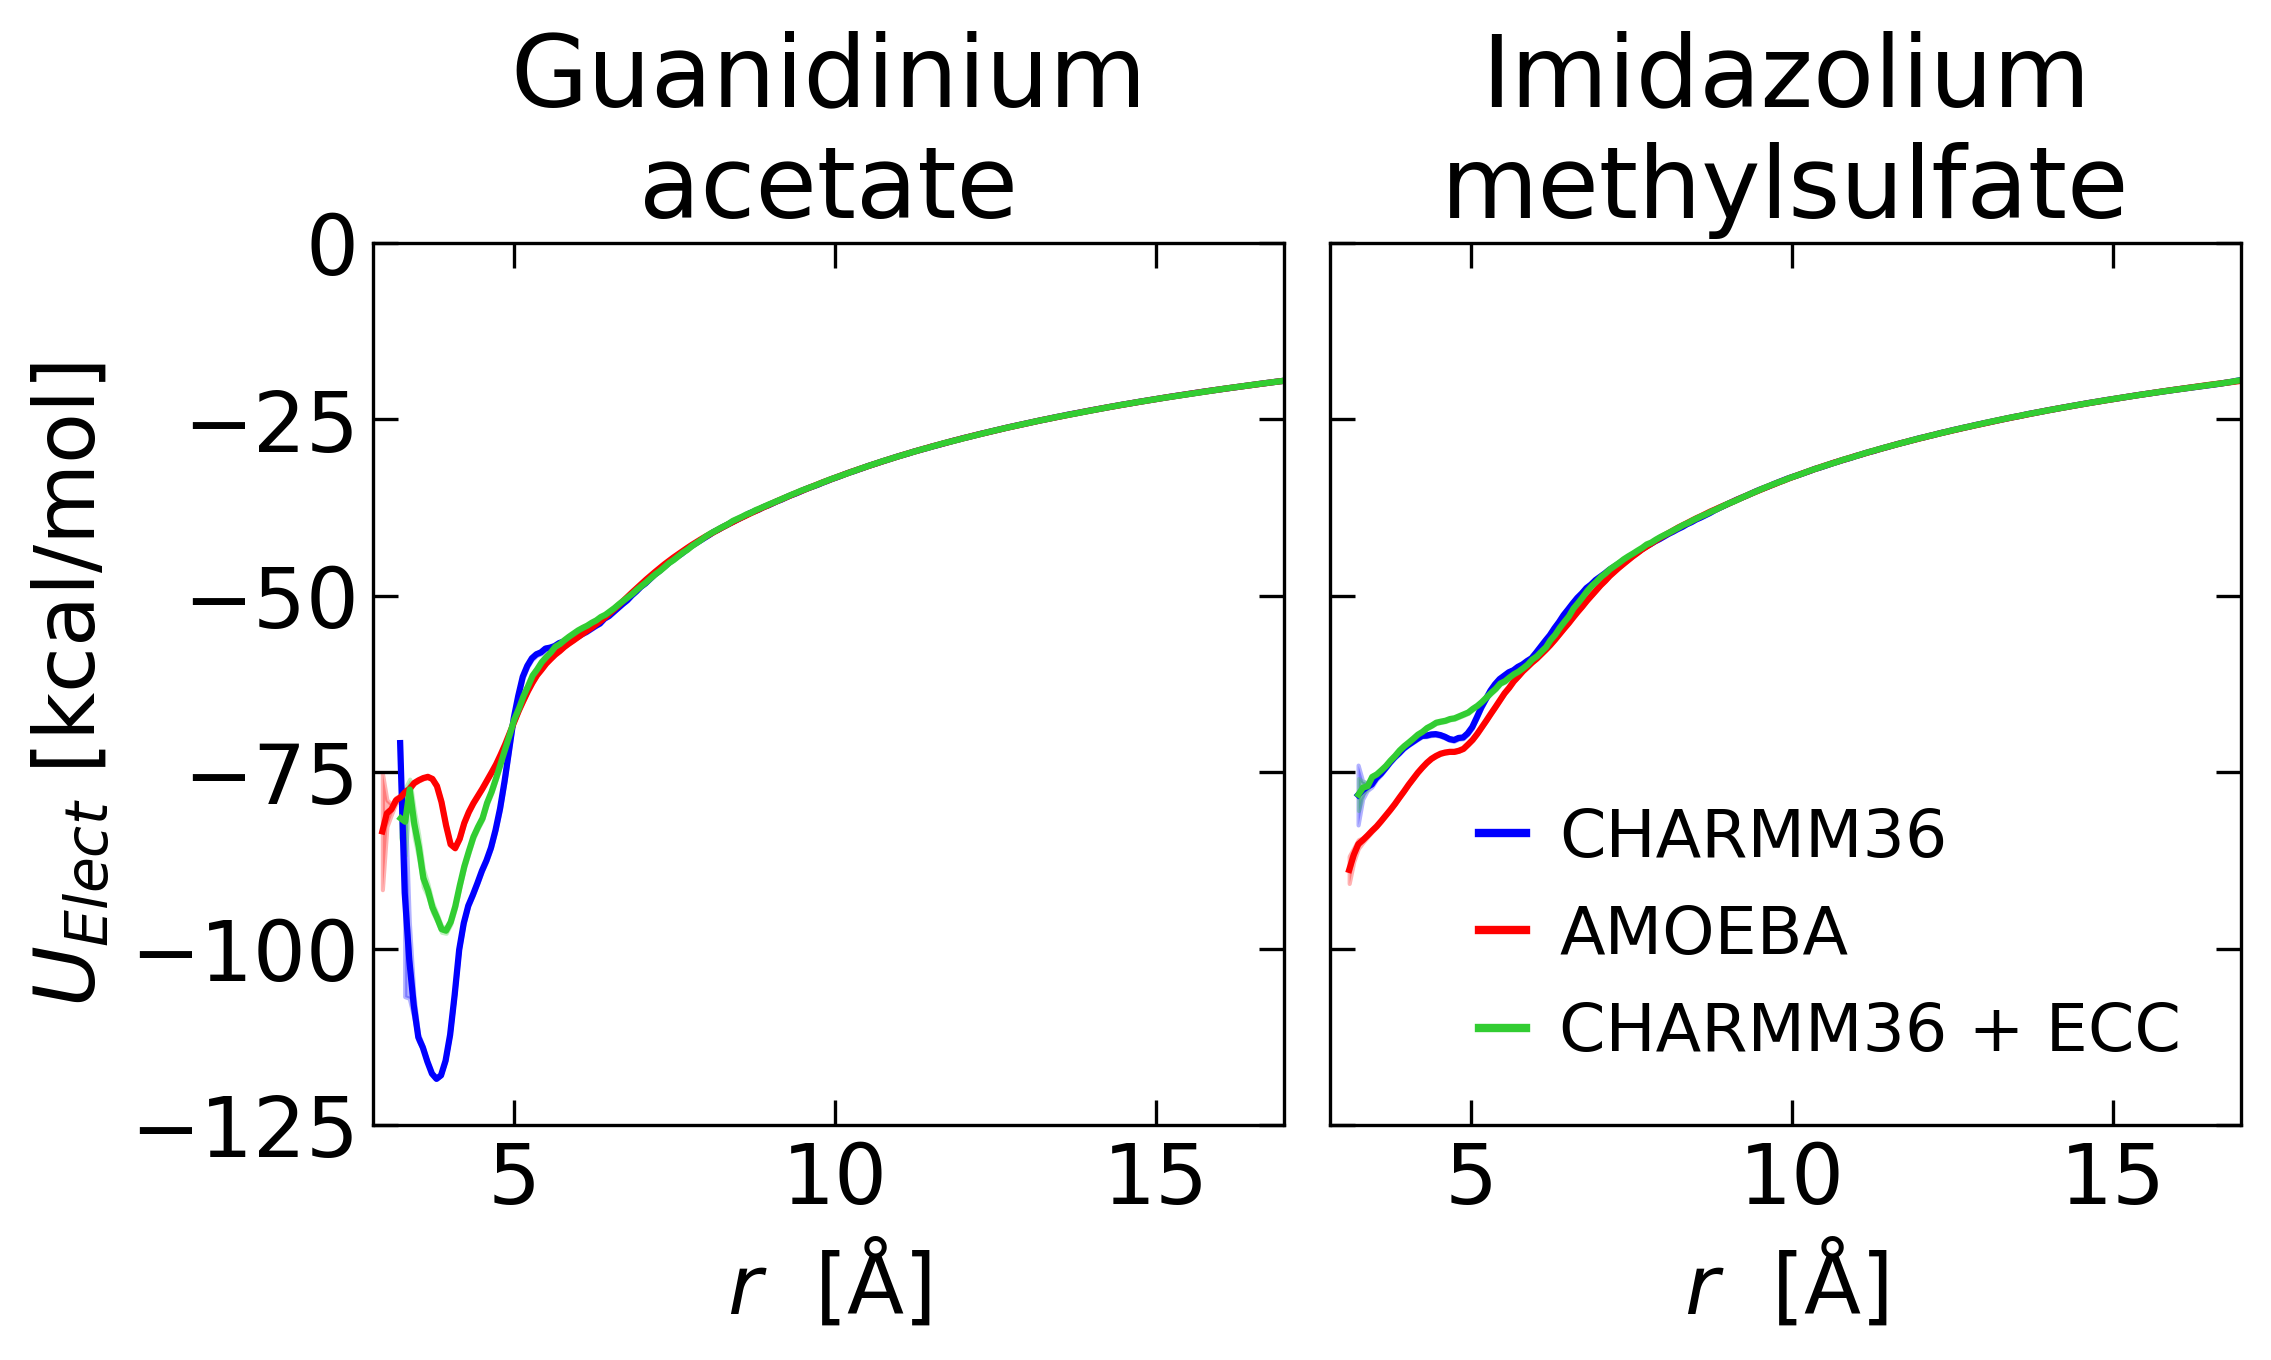 Guanidinium
acetate
Imidazolium
methylsulfate
U_Elect [kcal/mol]
0
−25
−50
−75
−100
−125
5 10 15
r [Å]
5 10 15
r [Å]
CHARMM36
AMOEBA
CHARMM36 + ECC